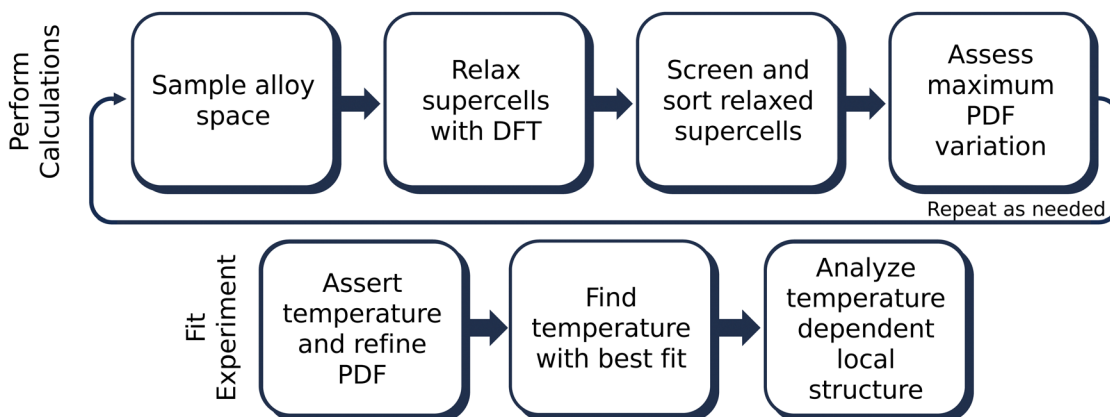 Perform
Calculations
Sample alloy
space
Relax
supercells
with DFT
Screen and
sort relaxed
supercells
Assess
maximum
PDF
variation
Repeat as needed
Fit
Experiment
Assert
temperature
and refine
PDF
Find
temperature
with best fit
Analyze
temperature
dependent
local
structure